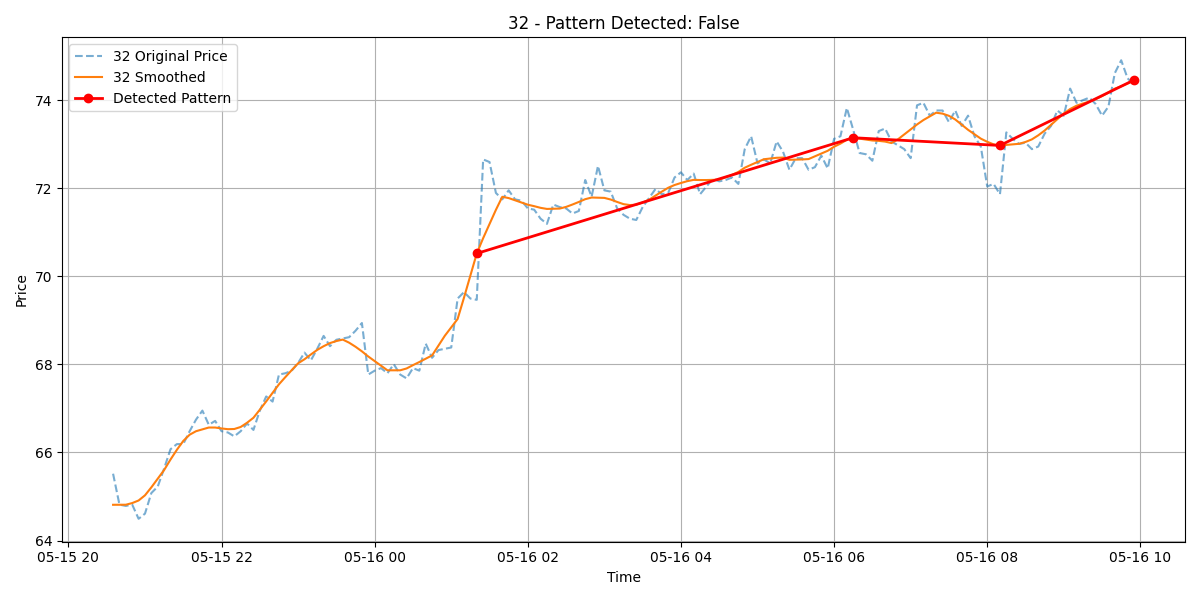 32 - Pattern Detected: False
32 Original Price
32 Smoothed
Detected Pattern
Price
74
72
70
68
66
64
05-15 20 05-15 22 05-16 00 05-16 02 05-16 04 05-16 06 05-16 08 05-16 10
Time